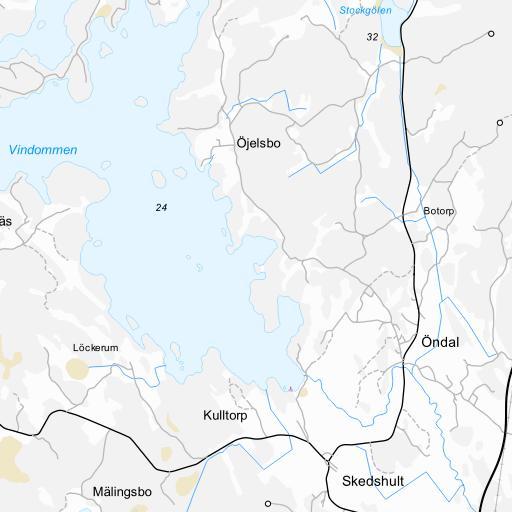 Stockgölen
32
Öjelsbo
Vindommen
24
Botorp
äs
Öndal
Löckerum
Kulltorp
Skedshult
Mälingsbo